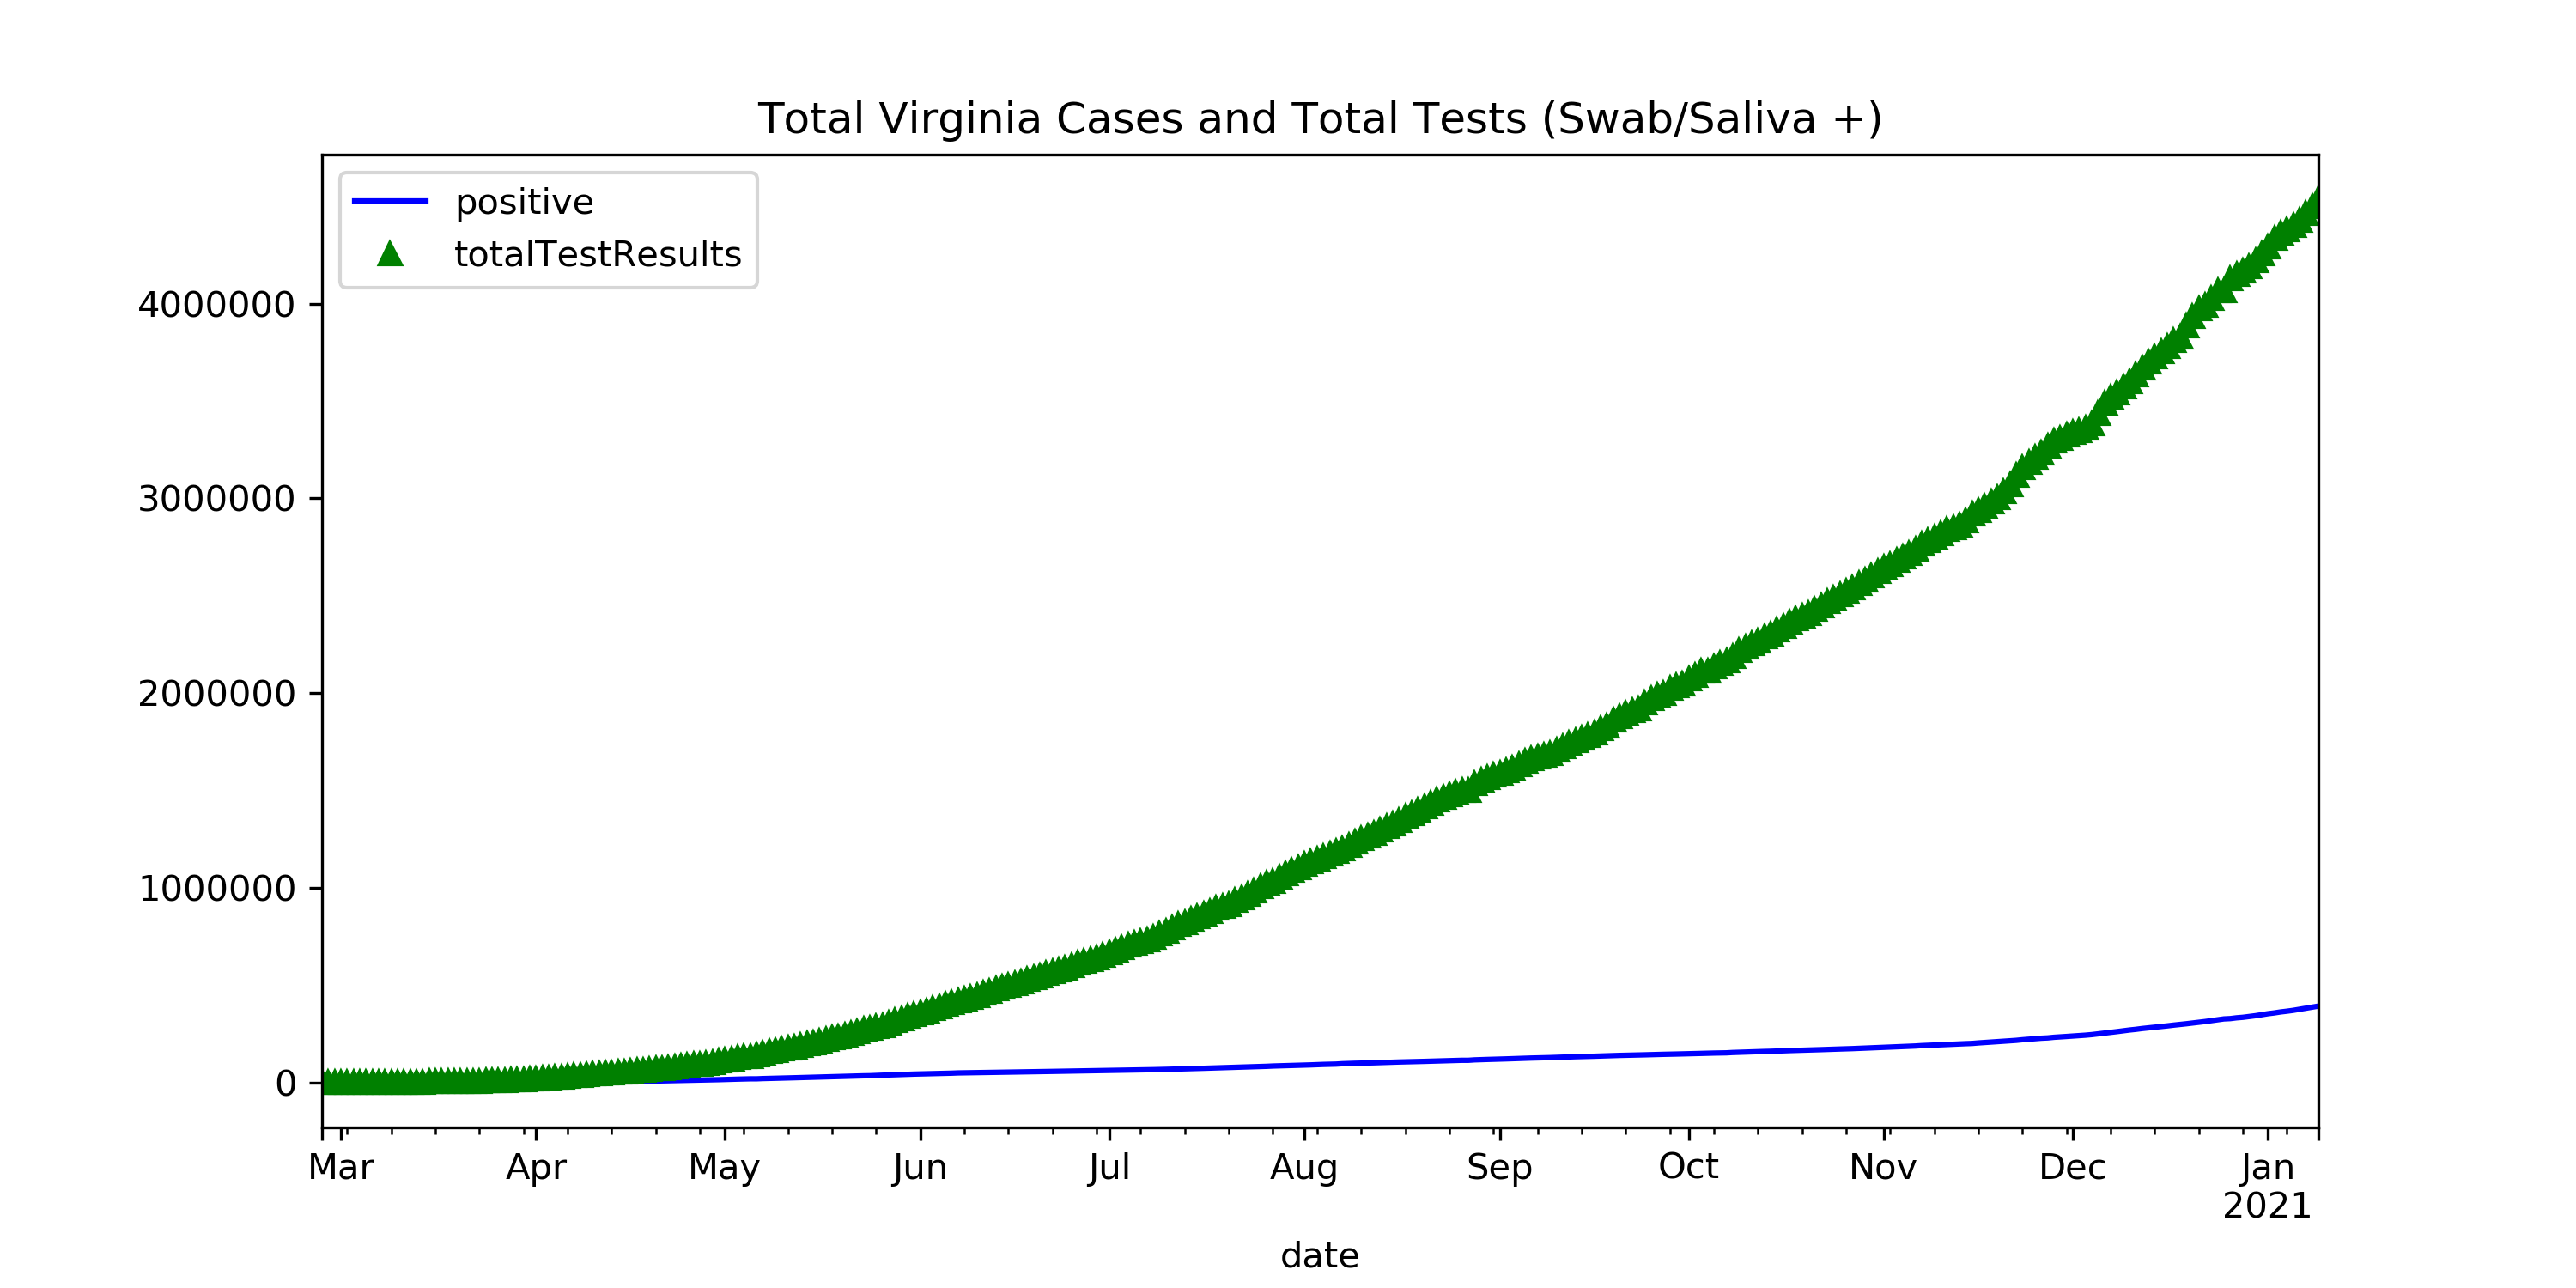 Total Virginia Cases and Total Tests (Swab/Saliva +)
positive
totalTestResults
4000000
3000000
2000000
1000000
0
Mar Apr May Jun Jul Aug Sep Oct Nov Dec Jan
2021
date